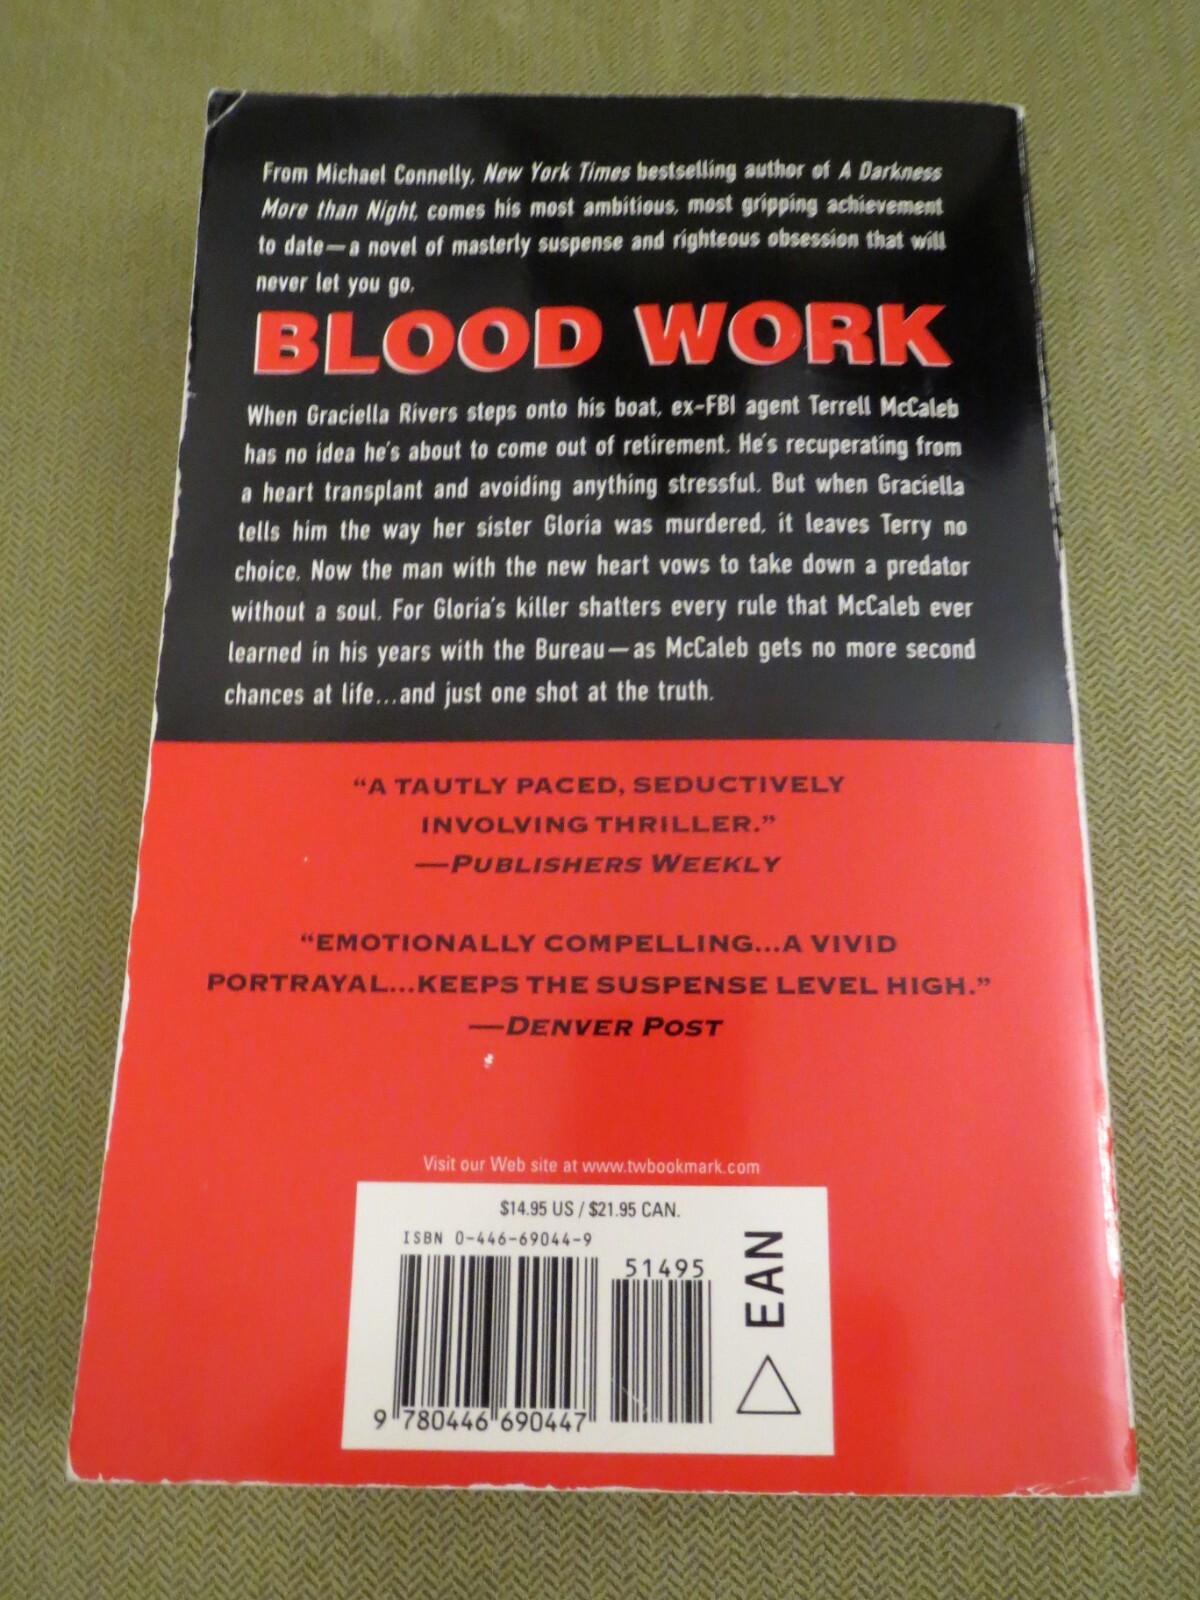 From Michael Connelly, New York Times bestselling author of A Darkness
More than Night, comes his most ambitious, most gripping achievement
to date—a novel of masterly suspense and righteous obsession that will
never let you go.
BLOOD WORK
When Graciella Rivers steps onto his boat, ex-FBI agent Terrell McCaleb
has no idea he's about to come out of retirement. He's recuperating from
a heart transplant and avoiding anything stressful. But when Graciella
tells him the way her sister Gloria was murdered, it leaves Terry no
choice. Now the man with the new heart vows to take down a predator
without a soul. For Gloria's killer shatters every rule that McCaleb ever
learned in his years with the Bureau—as McCaleb gets no more second
chances at life...and just one shot at the truth.
“A TAUTLY PACED, SEDUCTIVELY
INVOLVING THRILLER.”
—PUBLISHERS WEEKLY
“EMOTIONALLY COMPELLING...A VIVID
PORTRAYAL...KEEPS THE SUSPENSE LEVEL HIGH.”
—DENVER POST
Visit our Web site at www.twbookmark.com
$14.95 US / $21.95 CAN.
ISBN 0-446-69044-9
51495
EAN
9 780446 690447